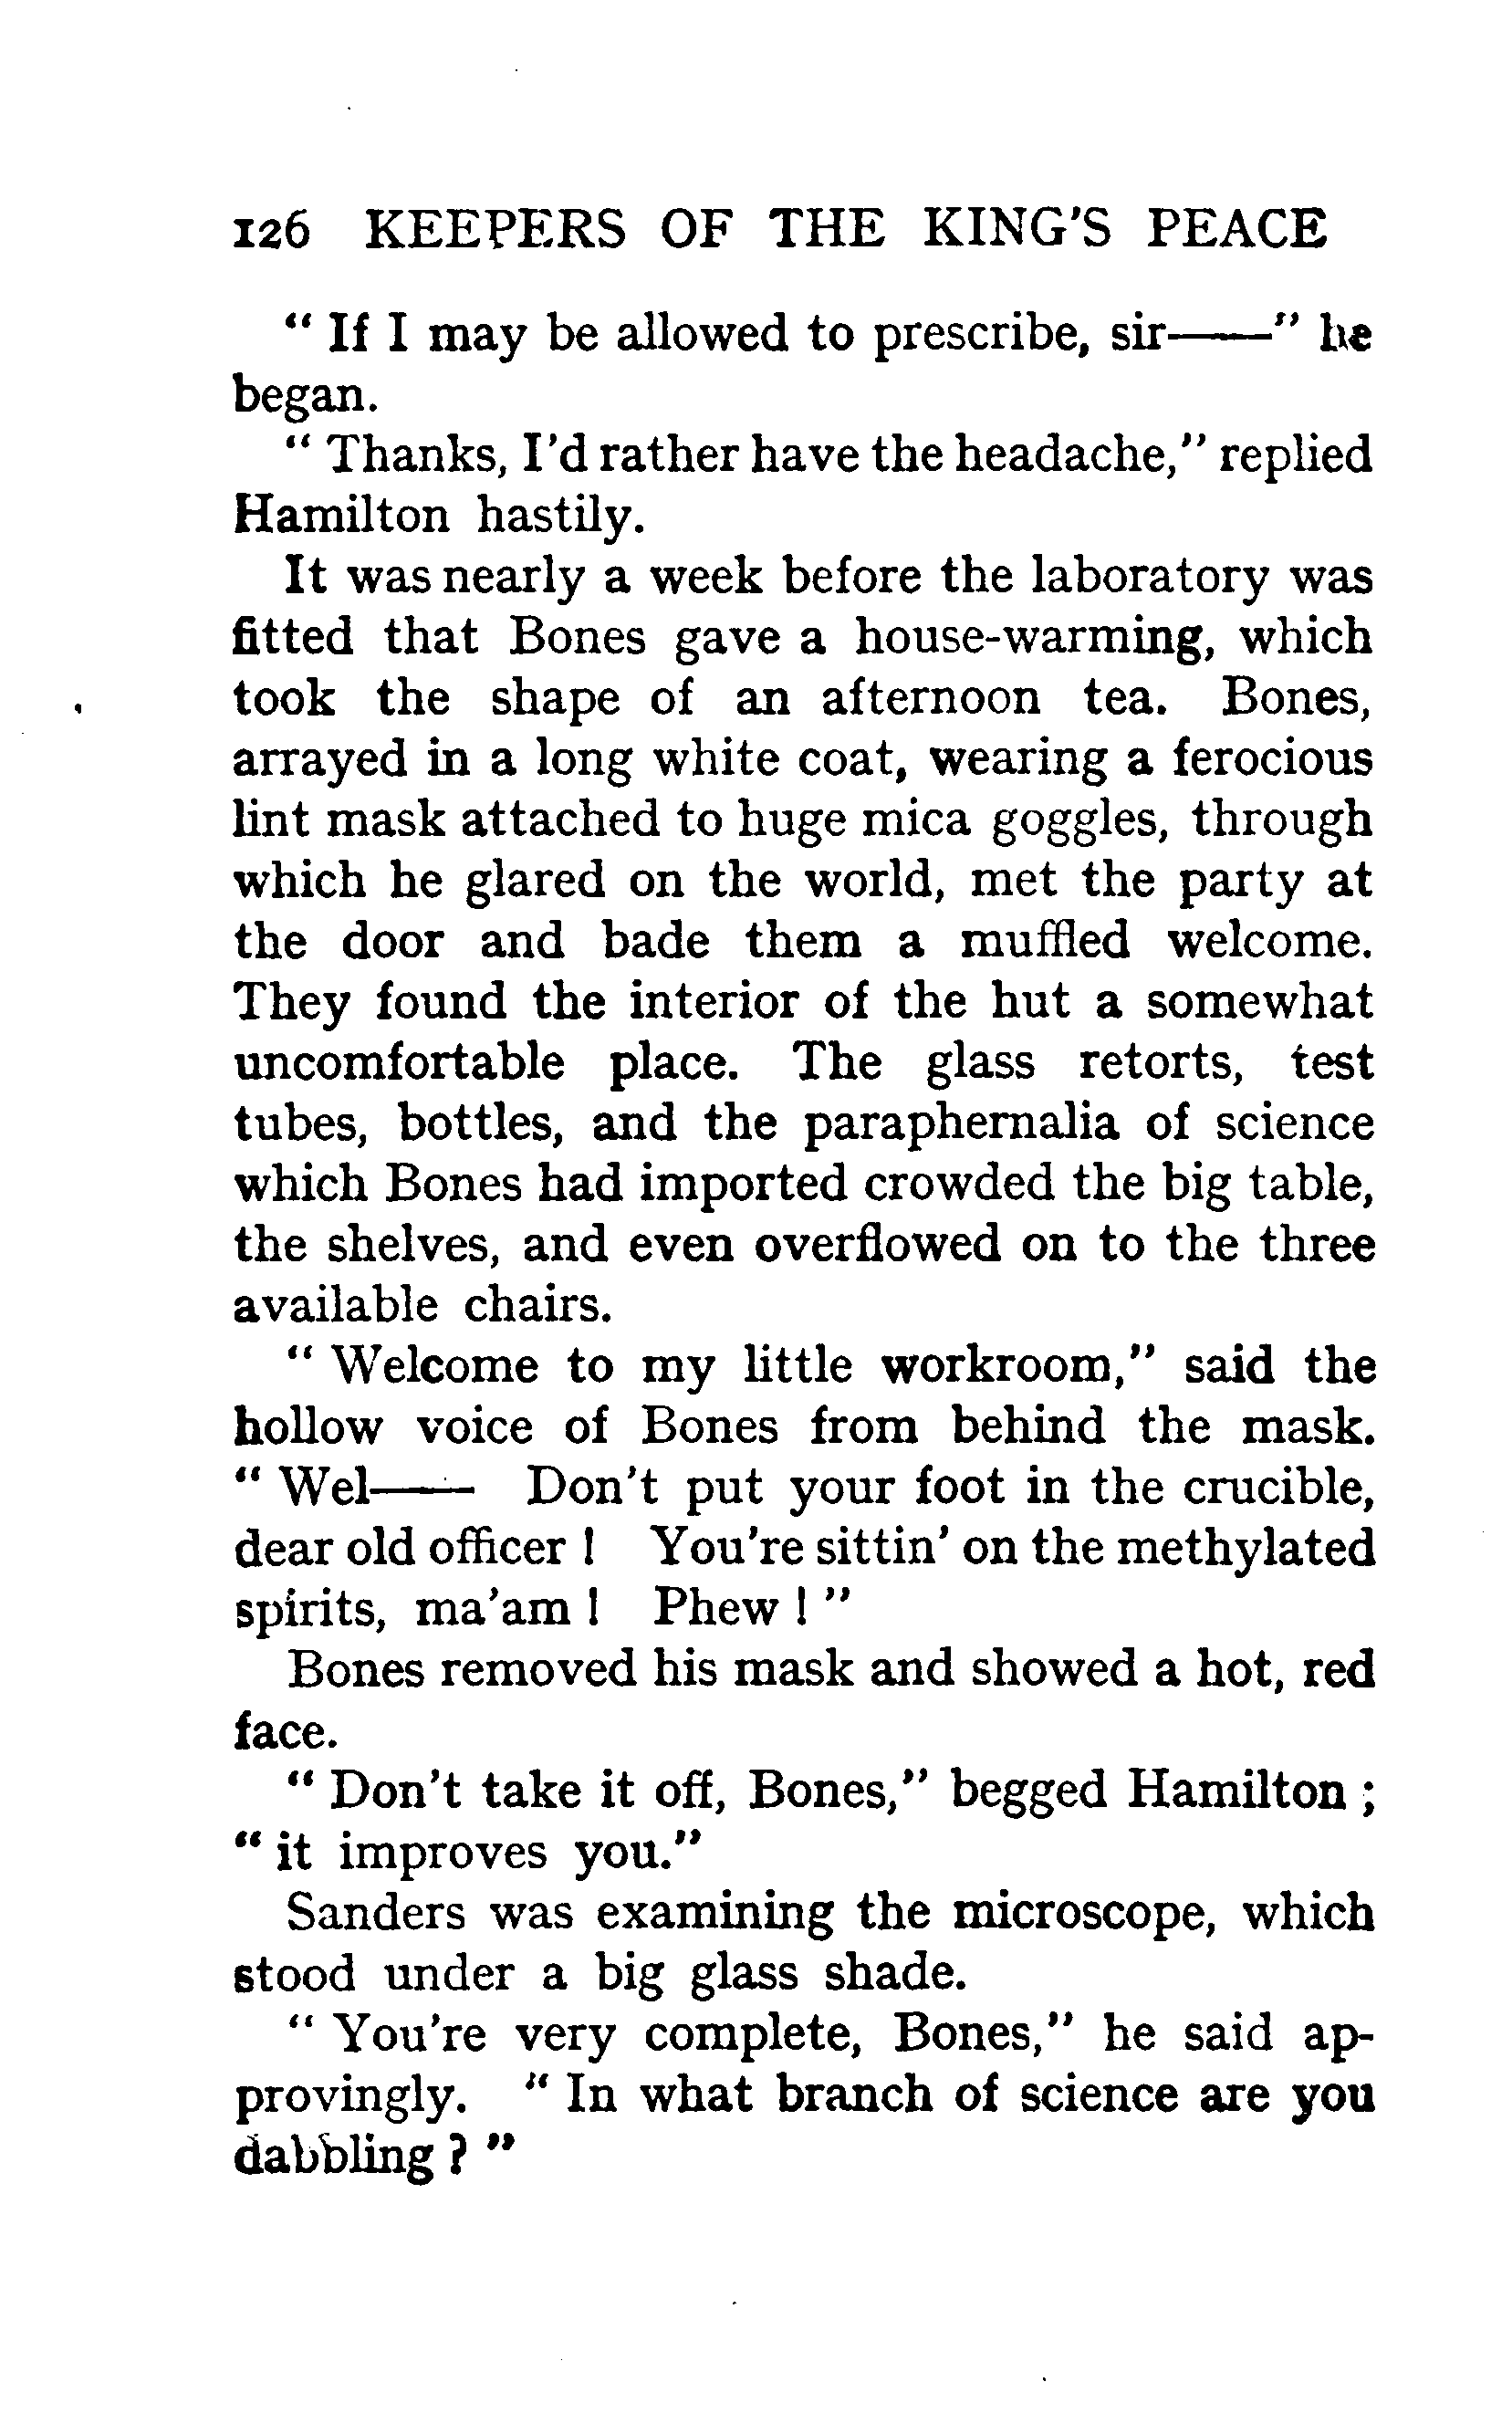 126 KEEPERS OF THE KING'S PEACE
" If I may be allowed to prescribe, sir——" he
began.
" Thanks, I'd rather have the headache," replied
Hamilton hastily.
It was nearly a week before the laboratory was
fitted that Bones gave a house-warming, which
took the shape of an afternoon tea. Bones,
arrayed in a long white coat, wearing a ferocious
lint mask attached to huge mica goggles, through
which he glared on the world, met the party at
the door and bade them a muffled welcome.
They found the interior of the hut a somewhat
uncomfortable place. The glass retorts, test
tubes, bottles, and the paraphernalia of science
which Bones had imported crowded the big table,
the shelves, and even overflowed on to the three
available chairs.
" Welcome to my little workroom," said the
hollow voice of Bones from behind the mask.
" Wel—— Don't put your foot in the crucible,
dear old officer ! You're sittin' on the methylated
spirits, ma'am ! Phew ! "
Bones removed his mask and showed a hot, red
face.
" Don't take it off, Bones," begged Hamilton ;
" it improves you."
Sanders was examining the microscope, which
stood under a big glass shade.
" You're very complete, Bones," he said ap-
provingly. " In what branch of science are you
dabbling ? "